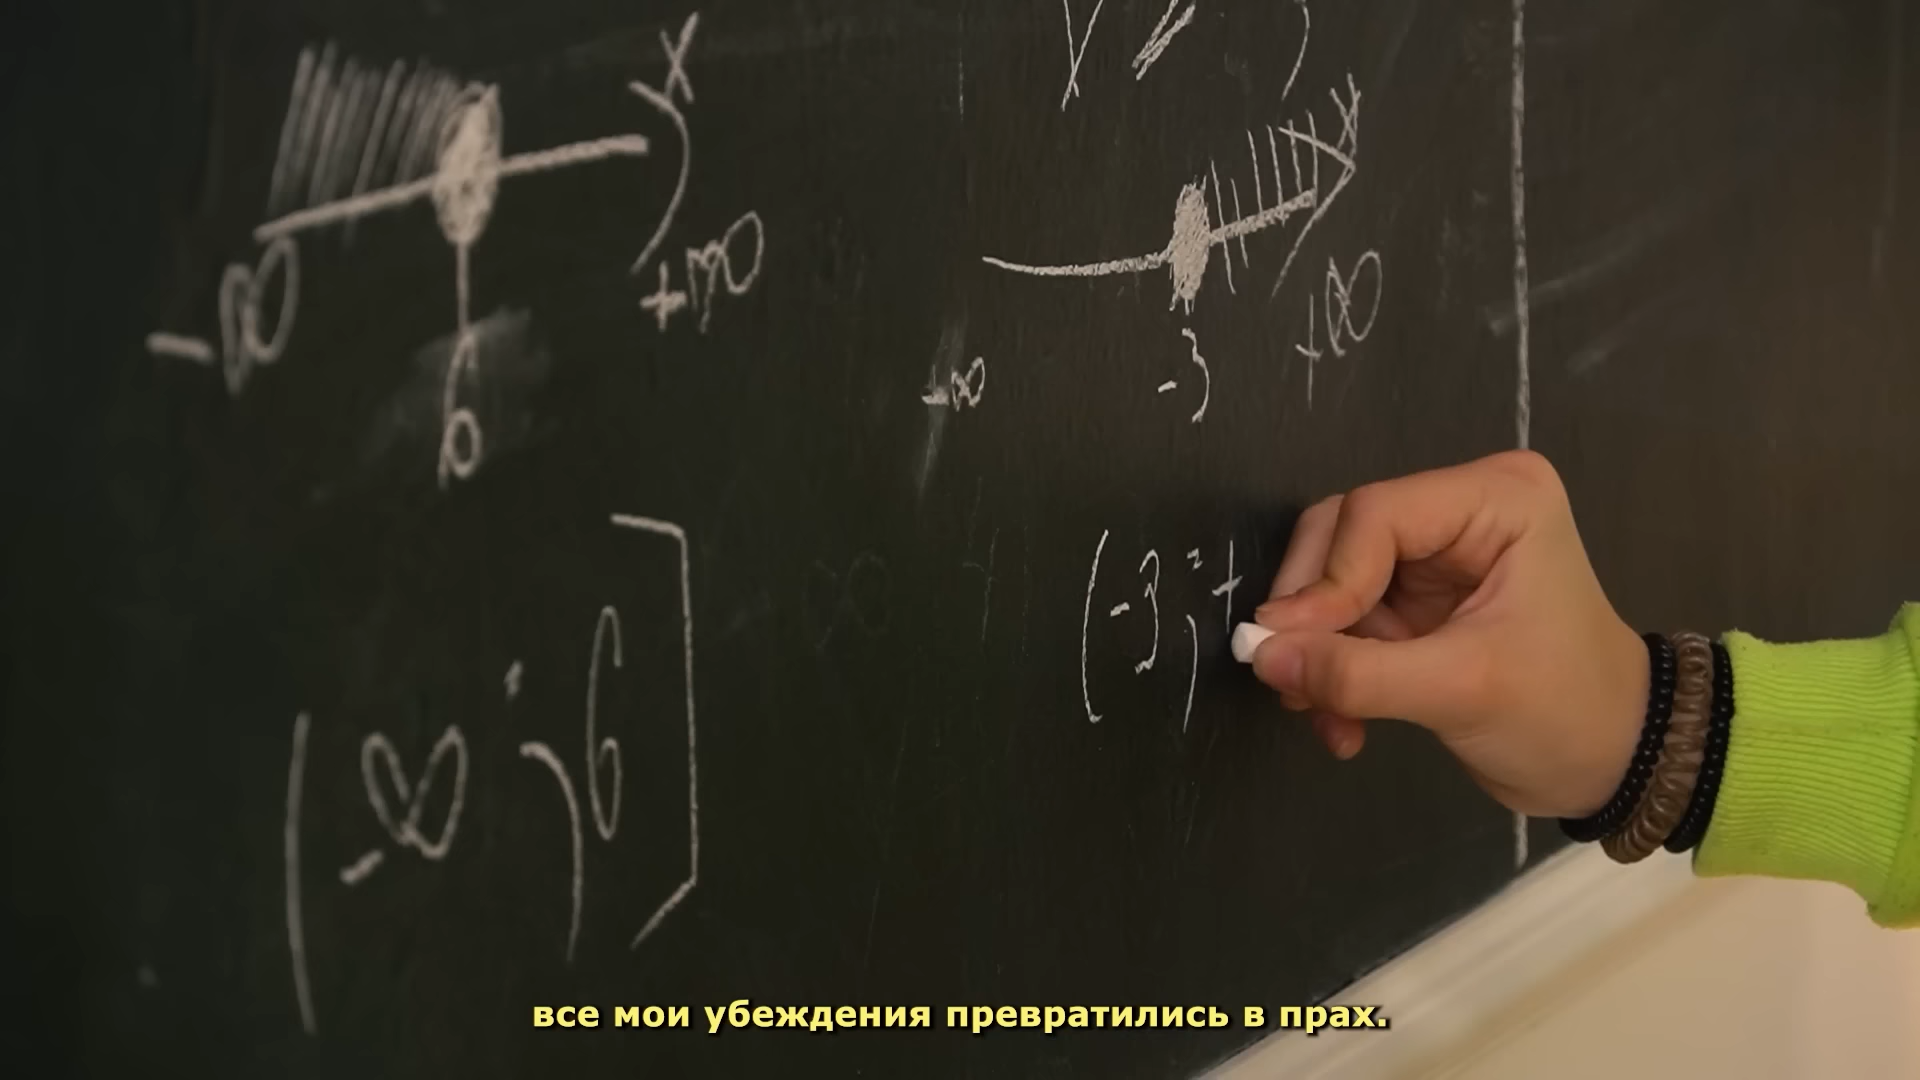 x
-∞
+∞
6
(-∞; 6]
x
-∞
-3
+∞
(-3; +
все мои убеждения превратились в прах.